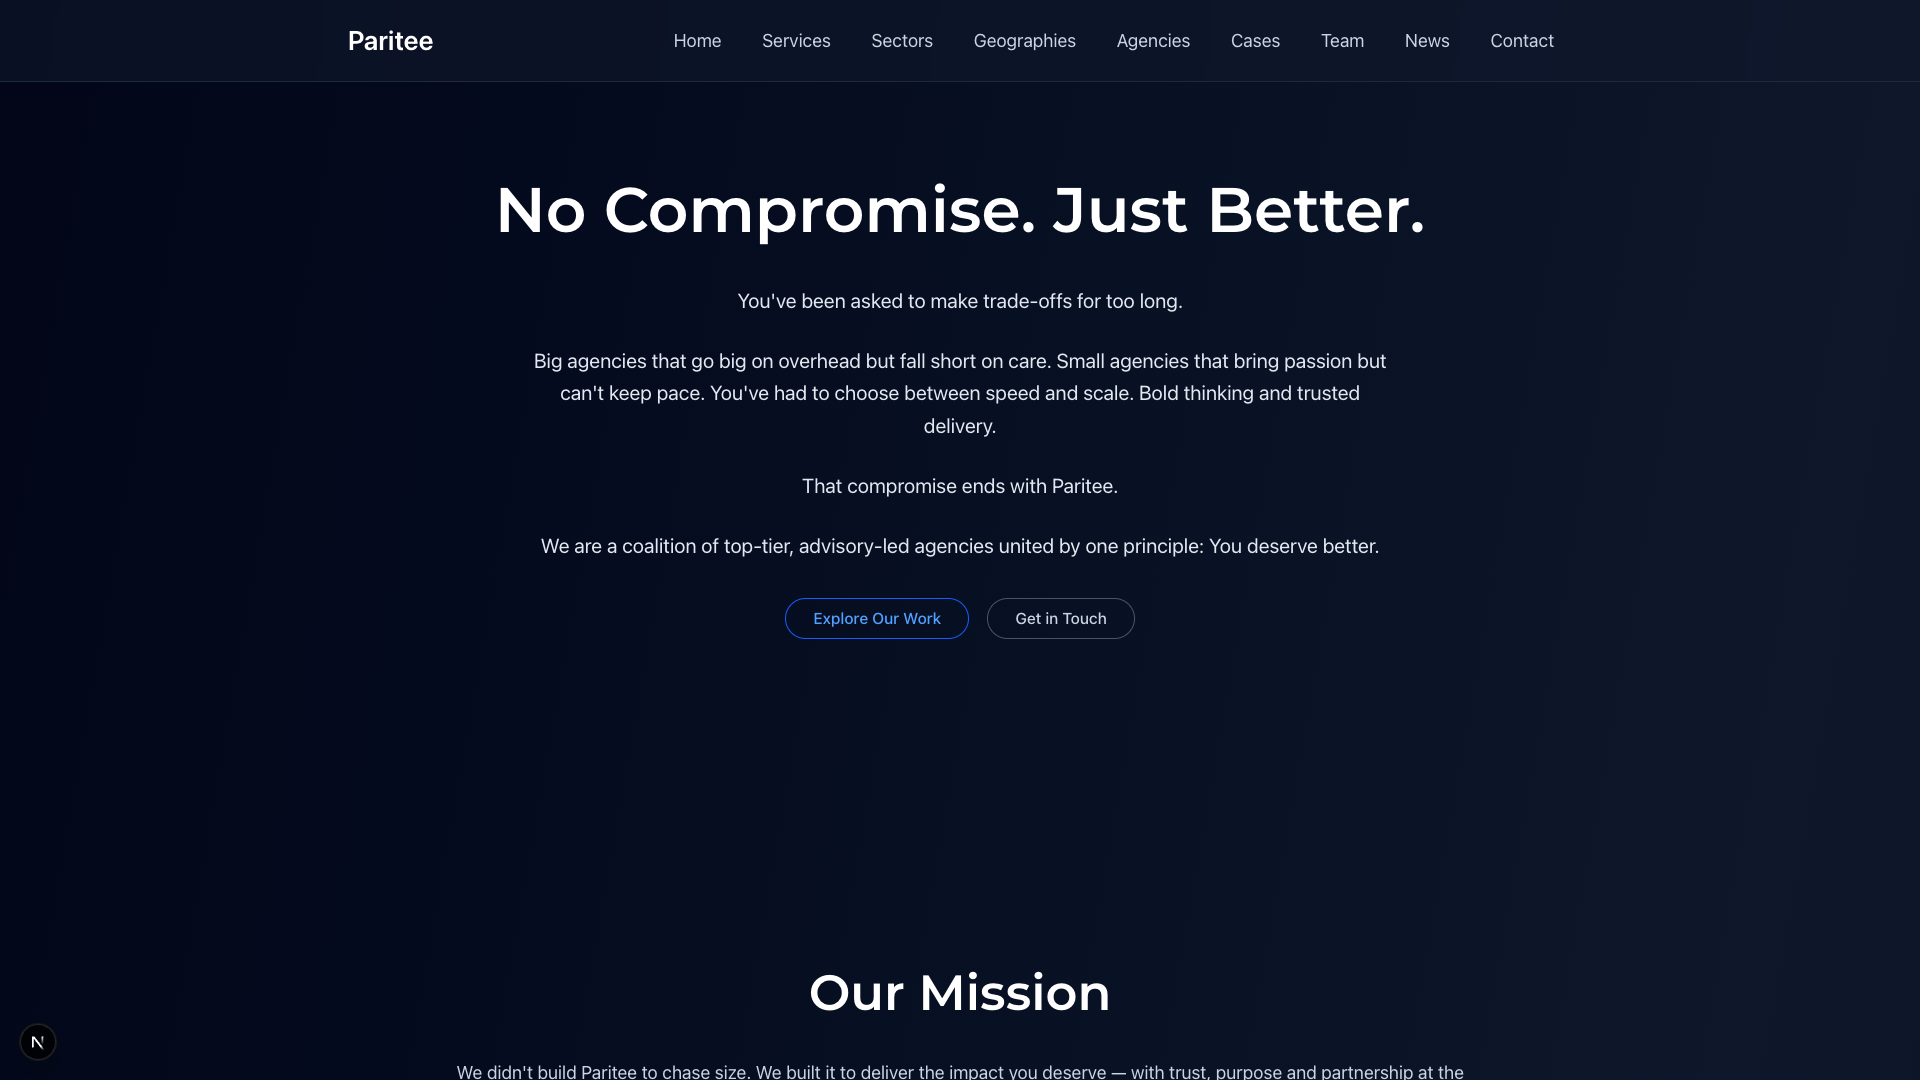 Paritee
Home Services Sectors Geographies Agencies Cases Team News Contact
No Compromise. Just Better.
You've been asked to make trade-offs for too long.
Big agencies that go big on overhead but fall short on care. Small agencies that bring passion but
can't keep pace. You've had to choose between speed and scale. Bold thinking and trusted
delivery.
That compromise ends with Paritee.
We are a coalition of top-tier, advisory-led agencies united by one principle: You deserve better.
Explore Our Work
Get in Touch
Our Mission
N
We didn't build Paritee to chase size. We built it to deliver the impact you deserve — with trust, purpose and partnership at the